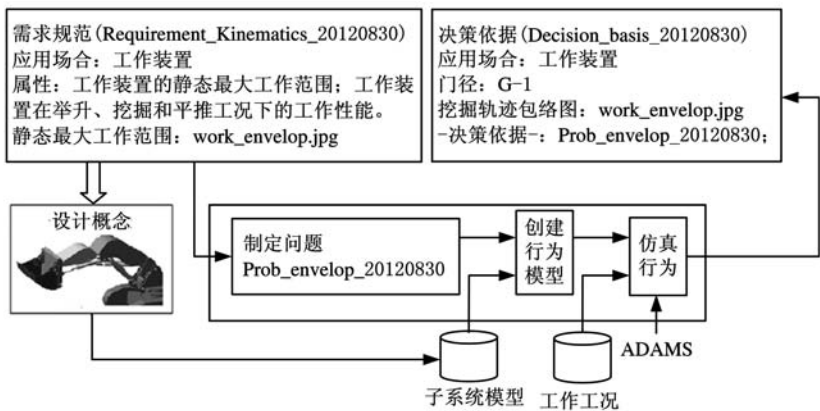 需求规范(Requirement_Kinematics_20120830)
应用场合：工作装置
属性：工作装置的静态最大工作范围；工作装
置在举升、挖掘和平推工况下的工作性能。
静态最大工作范围：work_envelop.jpg
决策依据(Decision_basis_20120830)
应用场合：工作装置
门径：G-1
挖掘轨迹包络图：work_envelop.jpg
-决策依据-：Prob_envelop_20120830；
设计概念
制定问题
Prob_envelop_20120830
创建
行为
模型
仿真
行为
ADAMS
子系统模型
工作工况